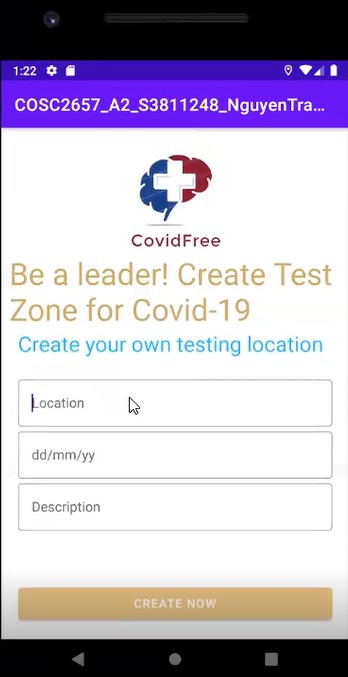 1:22
COSC2657_A2_S3811248_NguyenTra...
CovidFree
Be a leader! Create Test
Zone for Covid-19
Create your own testing location
Location
dd/mm/yy
Description
CREATE NOW